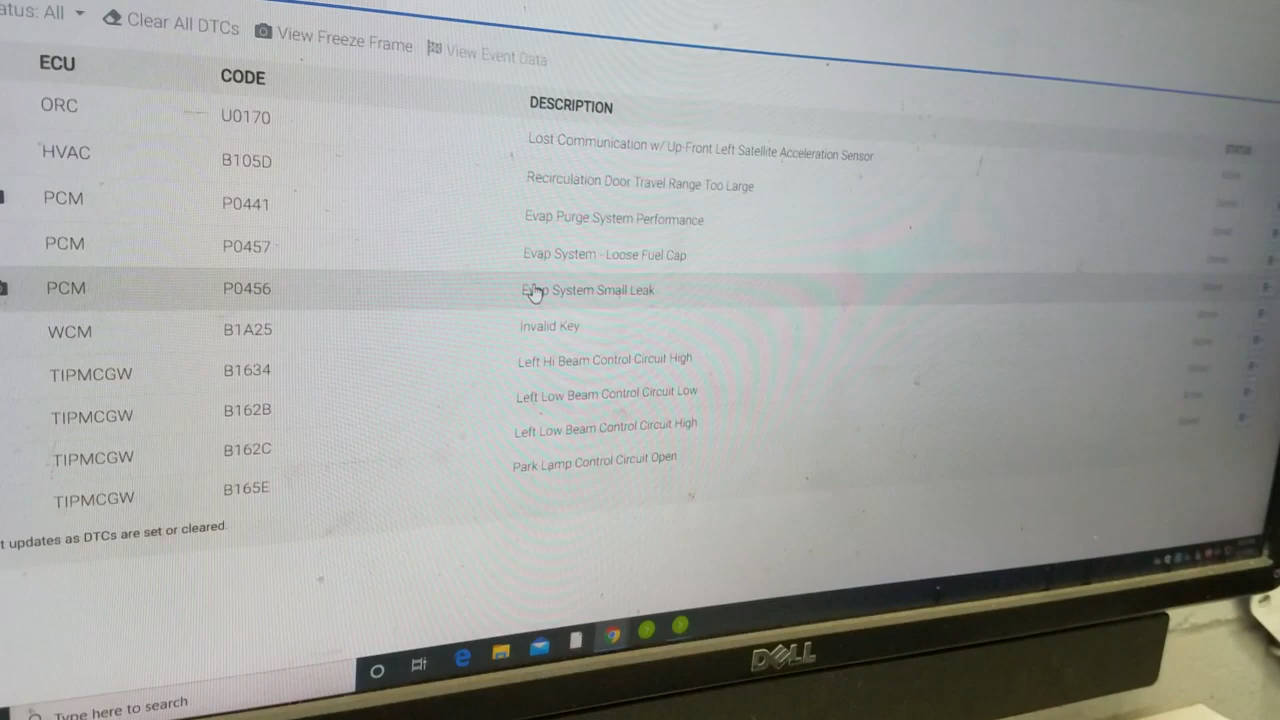 atus: All Clear All DTCs View Freeze Frame View Event Data
ECU CODE DESCRIPTION
ORC U0170 Lost Communication w/ Up-Front Left Satellite Acceleration Sensor
HVAC B105D Recirculation Door Travel Range Too Large
PCM P0441 Evap Purge System Performance
PCM P0457 Evap System - Loose Fuel Cap
PCM P0456 Evap System Small Leak
WCM B1A25 Invalid Key
TIPMCGW B1634 Left Hi Beam Control Circuit High
TIPMCGW B162B Left Low Beam Control Circuit Low
TIPMCGW B162C Left Low Beam Control Circuit High
TIPMCGW B165E Park Lamp Control Circuit Open
t updates as DTCs are set or cleared.
Type here to search
DELL